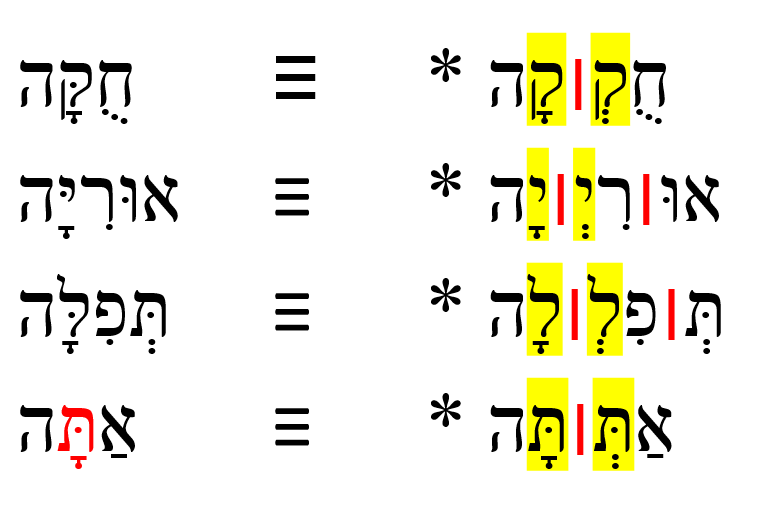 חֻקָּה ≡ * חֻקְ|קָה
אוּרִיָּה ≡ * אוּ|רִיְ|יָה
תְּפִלָּה ≡ * תְּ|פִלְ|לָה
אַתָּה ≡ * אַתְּ|תָּה